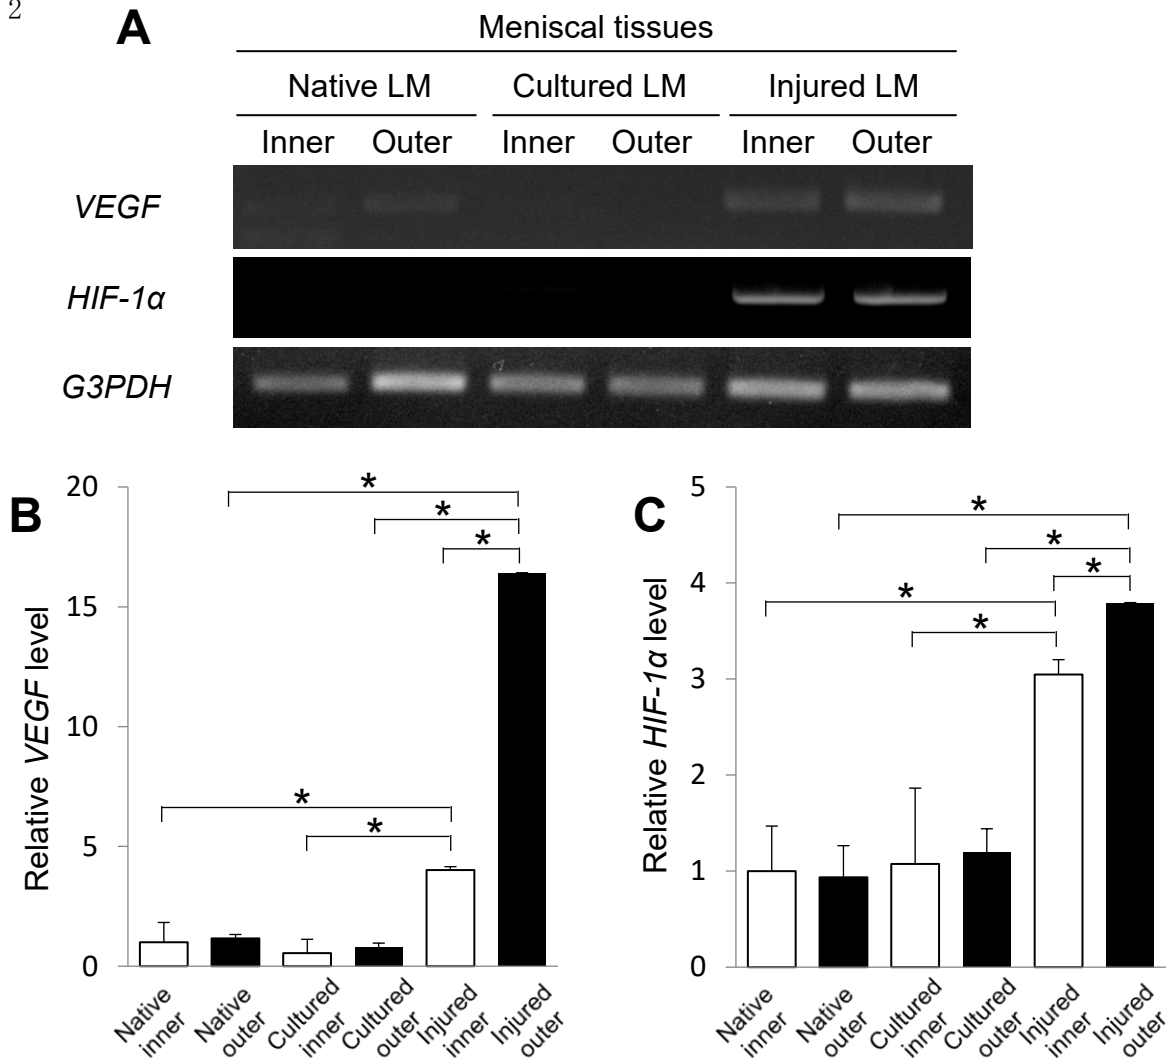 2
A
Meniscal tissues
Native LM Cultured LM Injured LM
Inner Outer Inner Outer Inner Outer
VEGF
HIF-1α
G3PDH
B
Relative VEGF level
20
15
10
5
0
*
*
*
*
*
Native inner
Native outer
Cultured inner
Cultured outer
Injured inner
Injured outer
C
Relative HIF-1α level
5
4
3
2
1
0
*
*
*
*
*
Native inner
Native outer
Cultured inner
Cultured outer
Injured inner
Injured outer